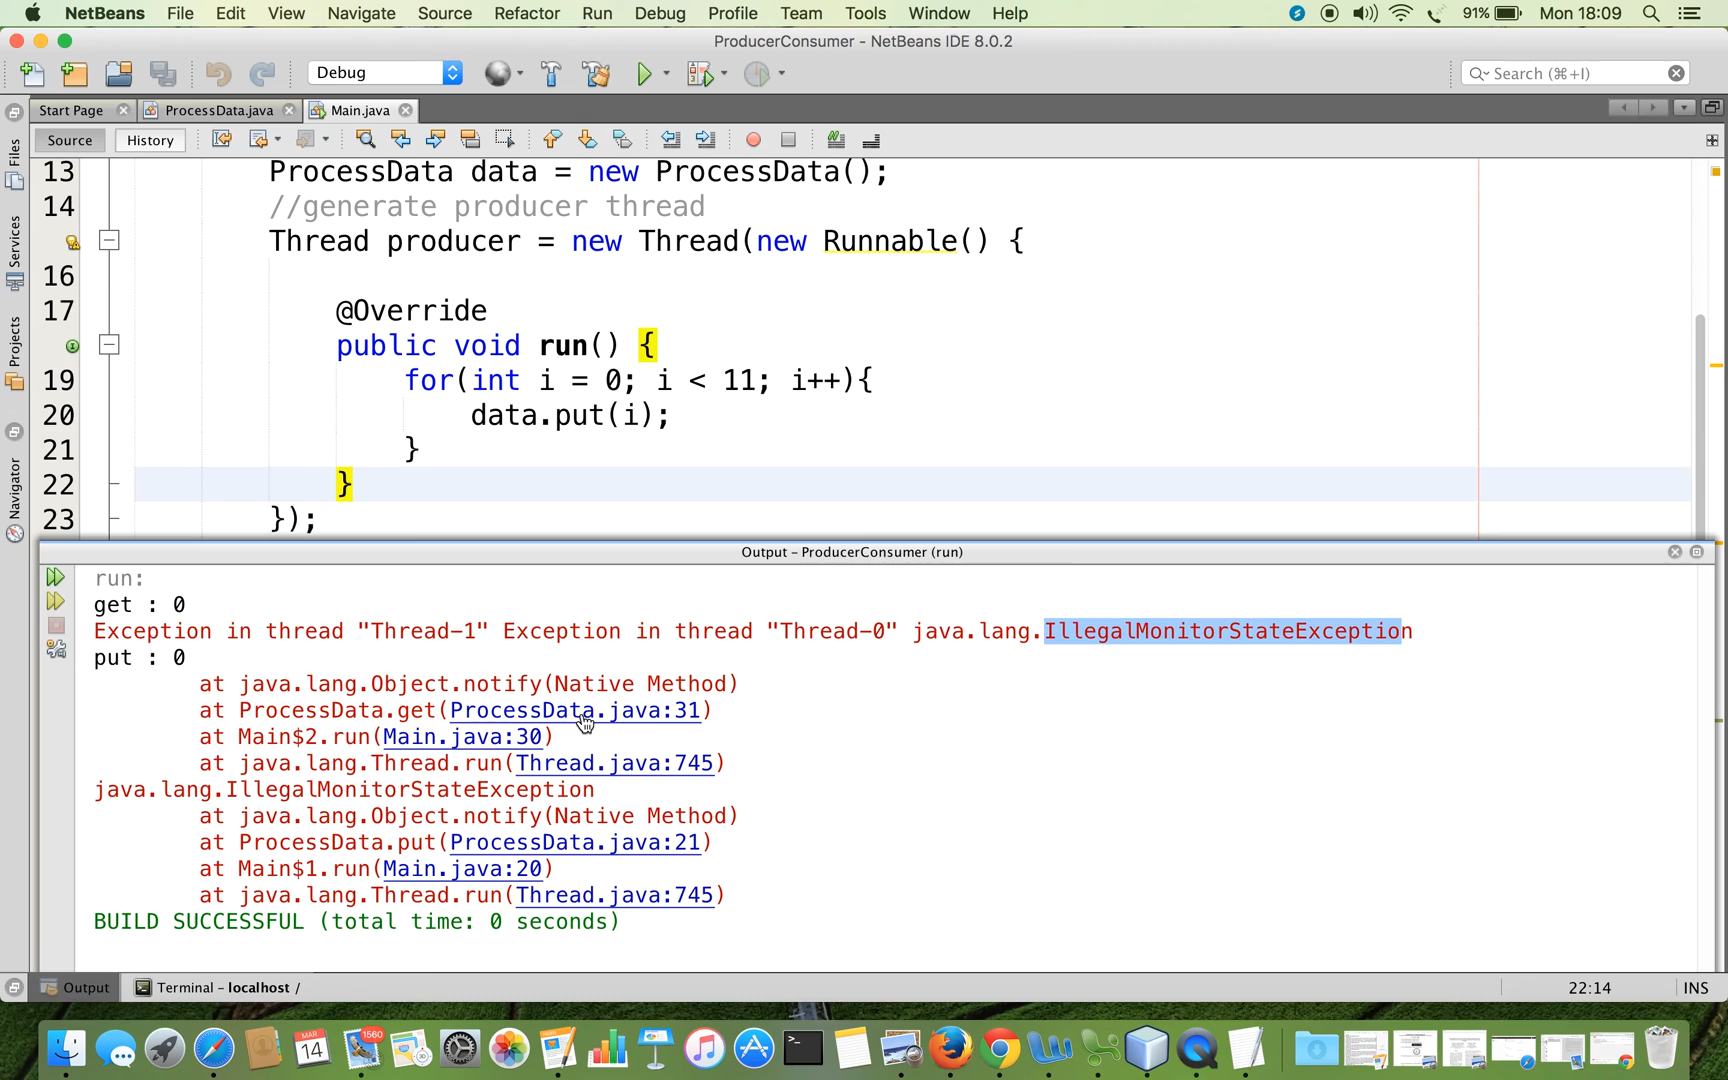 NetBeans File Edit View Navigate Source Refactor Run Debug Profile Team Tools Window Help 91% Mon 18:09
ProducerConsumer - NetBeans IDE 8.0.2
Debug Search (⌘+I)
Start Page ProcessData.java Main.java
Source History
Files
Services
Projects
Navigator
13 ProcessData data = new ProcessData();
14 //generate producer thread
Thread producer = new Thread(new Runnable() {
16
17 @Override
public void run() {
19 for(int i = 0; i < 11; i++){
20 data.put(i);
21 }
22 }
23 });
Output - ProducerConsumer (run)
run:
get : 0
Exception in thread "Thread-1" Exception in thread "Thread-0" java.lang.IllegalMonitorStateException
put : 0
at java.lang.Object.notify(Native Method)
at ProcessData.get(ProcessData.java:31)
at Main$2.run(Main.java:30)
at java.lang.Thread.run(Thread.java:745)
java.lang.IllegalMonitorStateException
at java.lang.Object.notify(Native Method)
at ProcessData.put(ProcessData.java:21)
at Main$1.run(Main.java:20)
at java.lang.Thread.run(Thread.java:745)
BUILD SUCCESSFUL (total time: 0 seconds)
Output Terminal - localhost / 22:14 INS
MAR
14
1560